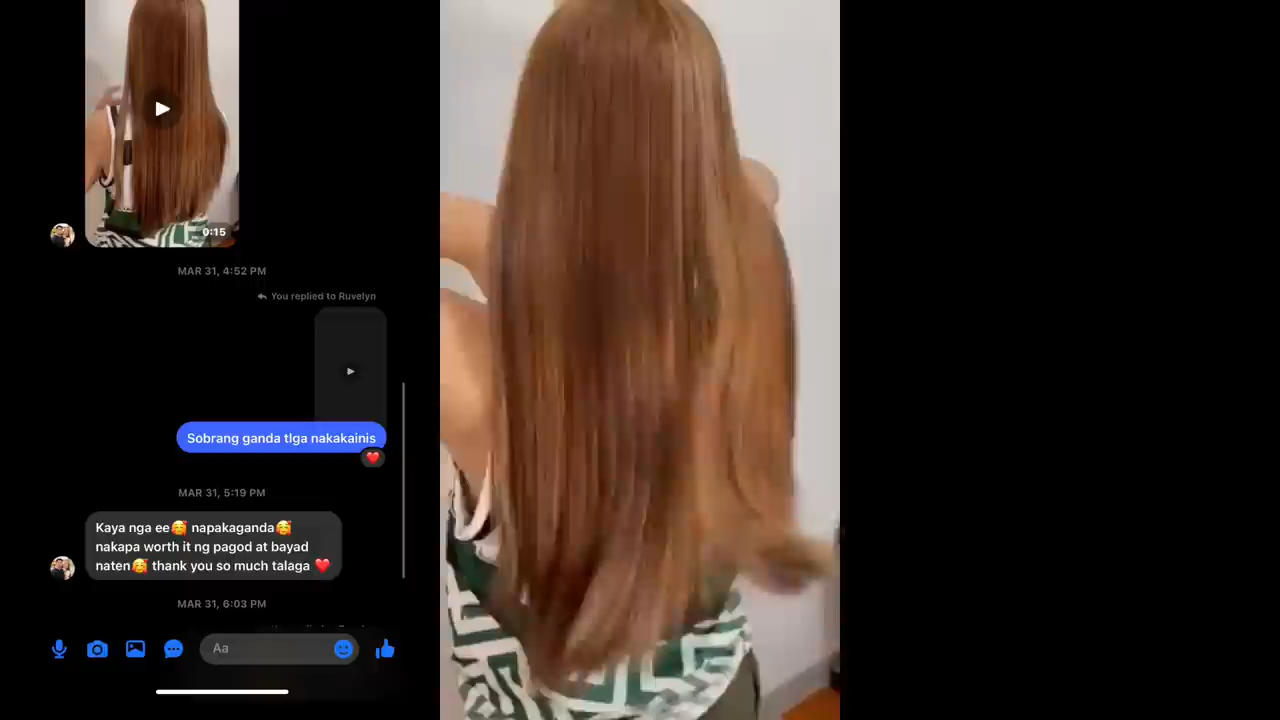 0:15
MAR 31, 4:52 PM
You replied to Ruvelyn
Sobrang ganda tlga nakakainis
❤️
MAR 31, 5:19 PM
Kaya nga ee🥰 napakaganda🥰
nakapa worth it ng pagod at bayad
naten🥰 thank you so much talaga ❤️
MAR 31, 6:03 PM
Aa